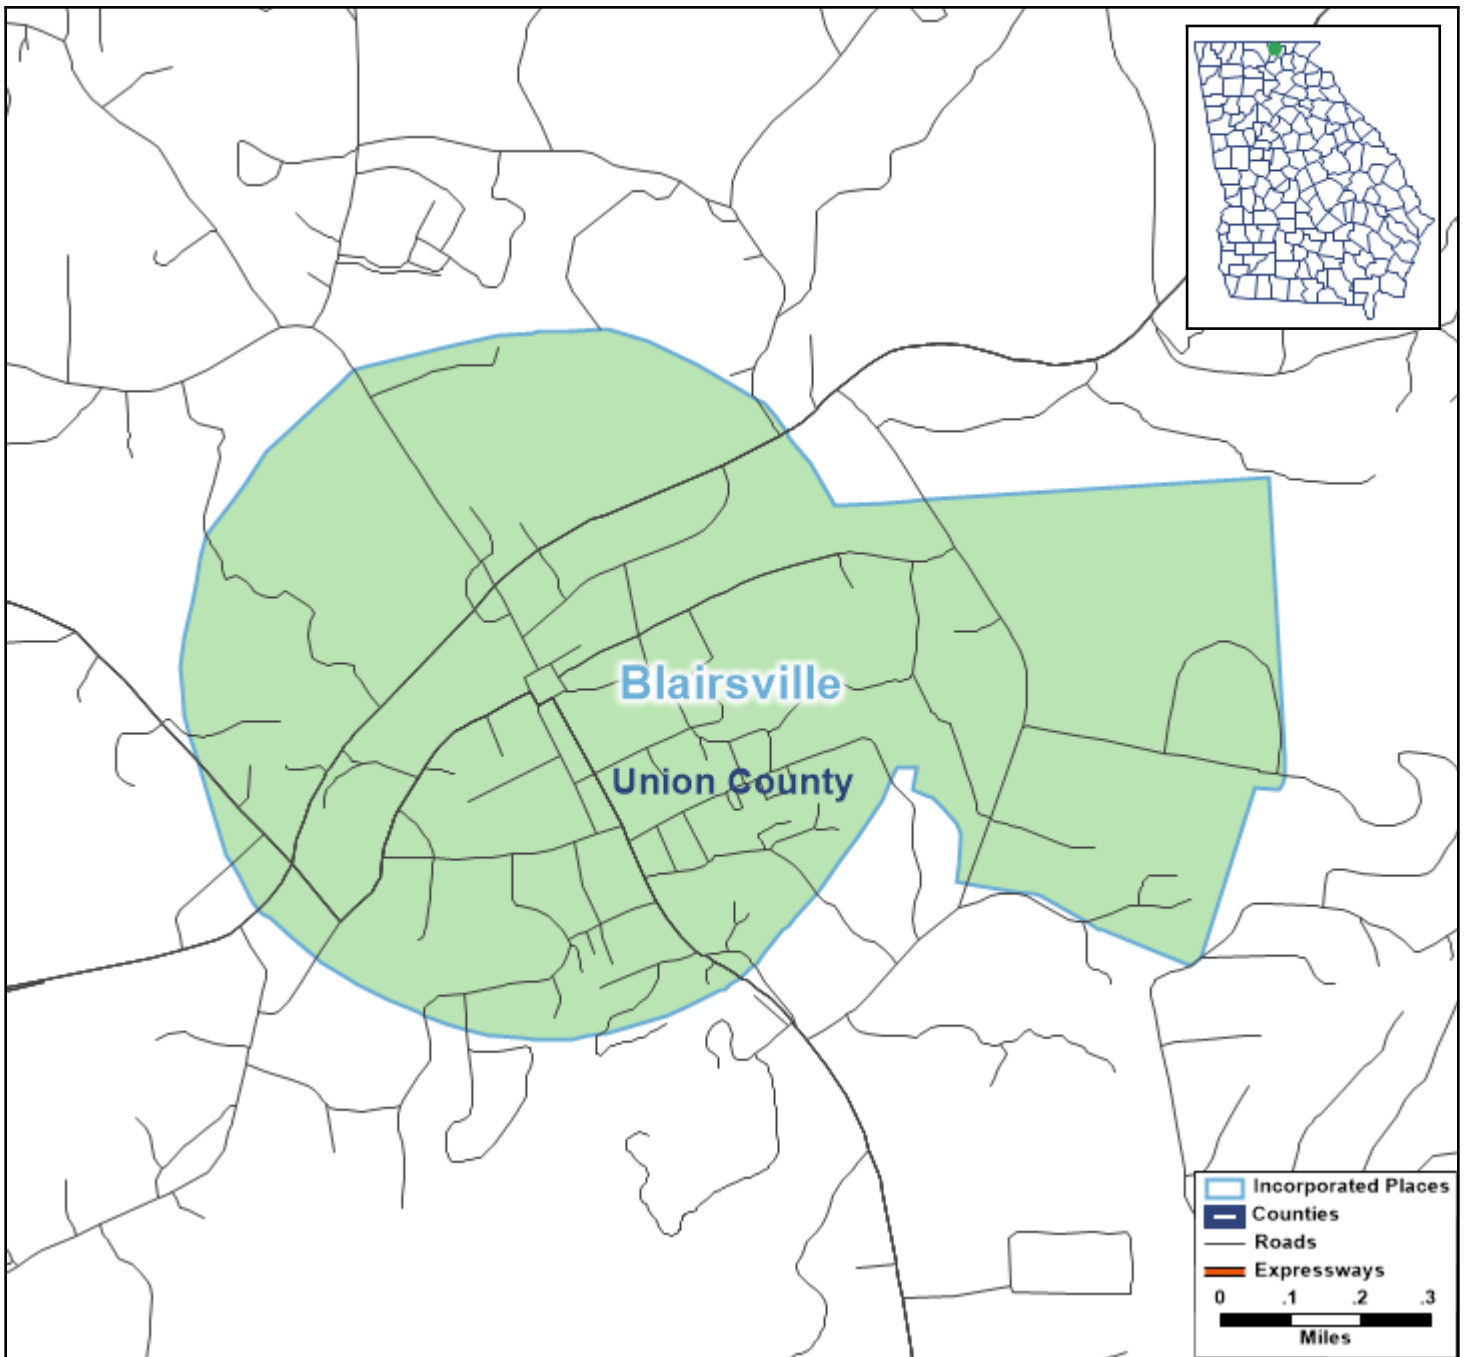 Blairsville
Union County
Incorporated Places
Counties
Roads
Expressways
0 .1 .2 .3
Miles